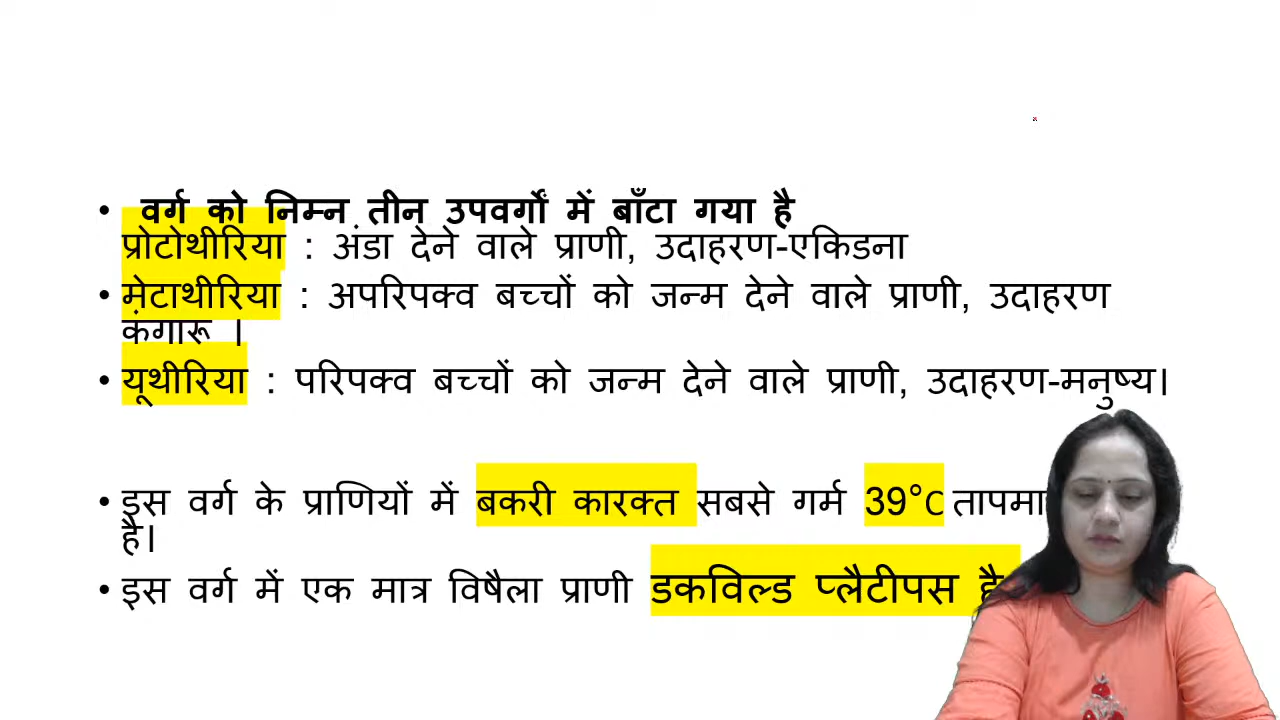 • वर्ग को निम्न तीन उपवर्गों में बाँटा गया है
प्रोटोथीरिया : अंडा देने वाले प्राणी, उदाहरण-एकिडना
• मेटाथीरिया : अपरिपक्व बच्चों को जन्म देने वाले प्राणी, उदाहरण
कंगारू ।
• यूथीरिया : परिपक्व बच्चों को जन्म देने वाले प्राणी, उदाहरण-मनुष्य।
• इस वर्ग के प्राणियों में बकरी कारक्त सबसे गर्म 39°C
है।
• इस वर्ग में एक मात्र विषैला प्राणी डकविल्ड प्लैटीपस है